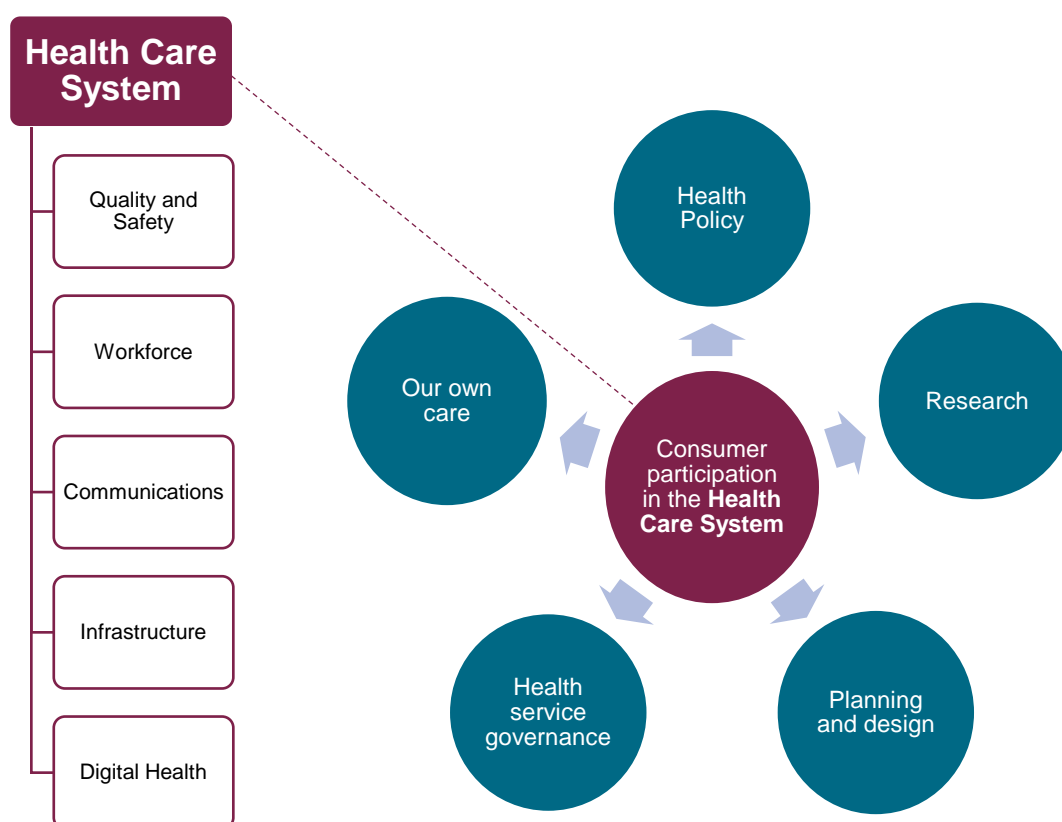 Health Care
System
Quality and
Safety
Workforce
Communications
Infrastructure
Digital Health
Health
Policy
Our own
care
Research
Consumer
participation
in the Health
Care System
Health
service
governance
Planning
and design